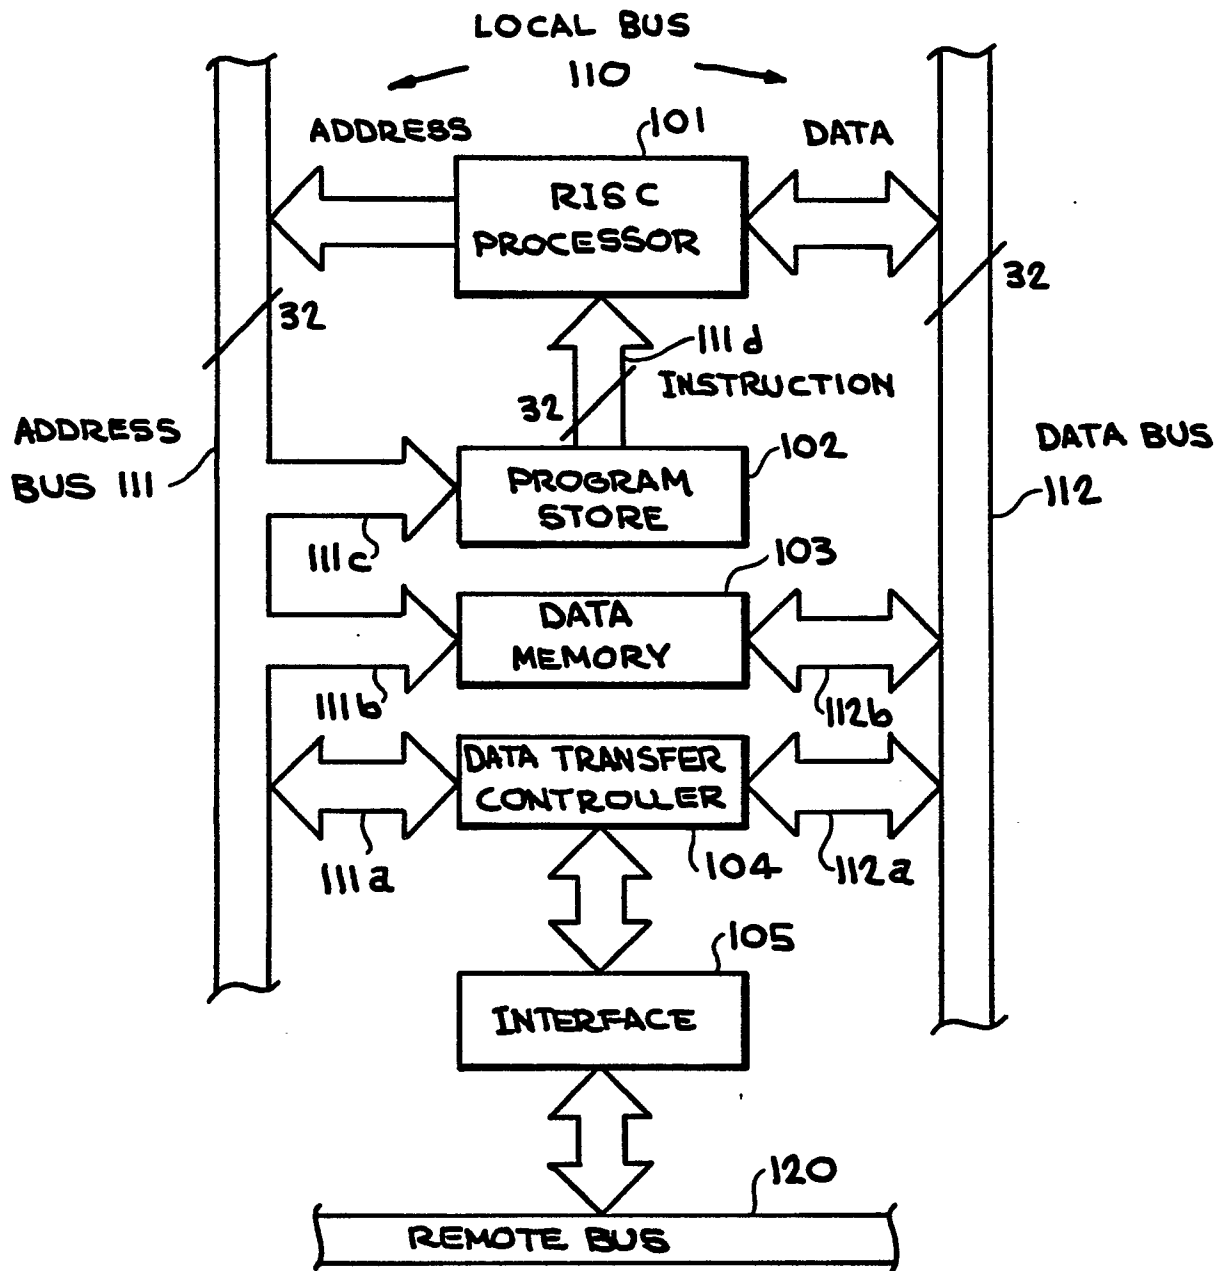 LOCAL BUS
110
ADDRESS
101
DATA
RISC
PROCESSOR
32
32
111d
INSTRUCTION
32
ADDRESS
BUS 111
102
PROGRAM
STORE
DATA BUS
112
111c
103
DATA
MEMORY
111b
112b
DATA TRANSFER
CONTROLLER
111a
104
112a
105
INTERFACE
120
REMOTE BUS